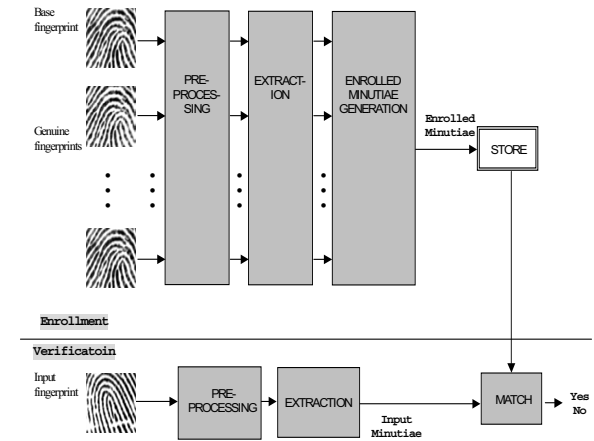 Base
fingerprint
Genuine
fingerprints
PRE-
PROCES-
SING
EXTRACT-
ION
ENROLLED
MINUTIAE
GENERATION
Enrolled
Minutiae
STORE
Enrollment
Verificatoin
Input
fingerprint
PRE-
PROCESSING
EXTRACTION
Input
Minutiae
MATCH
Yes
No